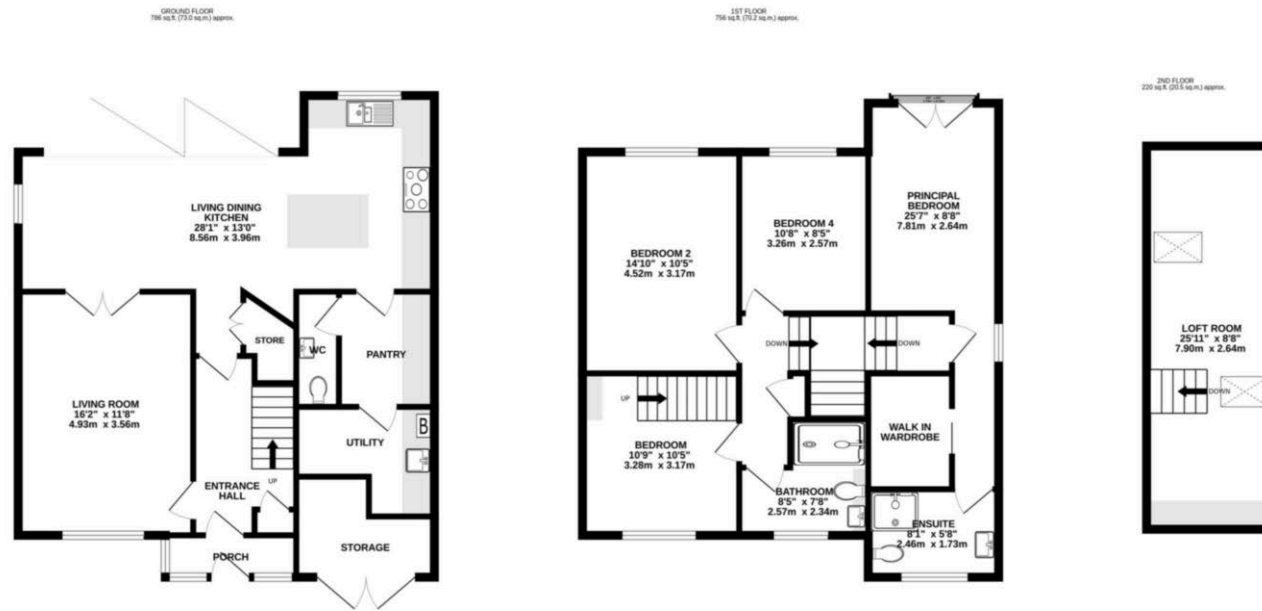 GROUND FLOOR
786 sq.ft. (73.0 sq.m.) approx.
LIVING DINING
KITCHEN
28'1" x 13'0"
8.56m x 3.96m
STORE
WC
PANTRY
LIVING ROOM
16'2" x 11'8"
4.93m x 3.56m
UTILITY
B
UP
ENTRANCE
HALL
STORAGE
PORCH
1ST FLOOR
756 sq.ft. (70.2 sq.m.) approx.
PRINCIPAL
BEDROOM
25'7" x 8'8"
7.81m x 2.64m
BEDROOM 4
10'8" x 8'5"
3.26m x 2.57m
BEDROOM 2
14'10" x 10'5"
4.52m x 3.17m
DOWN
DOWN
UP
WALK IN
WARDROBE
BEDROOM
10'9" x 10'5"
3.28m x 3.17m
BATHROOM
8'5" x 7'8"
2.57m x 2.34m
ENSUITE
8'1" x 5'8"
2.46m x 1.73m
2ND FLOOR
220 sq.ft. (20.5 sq.m.) approx.
LOFT ROOM
25'11" x 8'8"
7.90m x 2.64m
DOWN